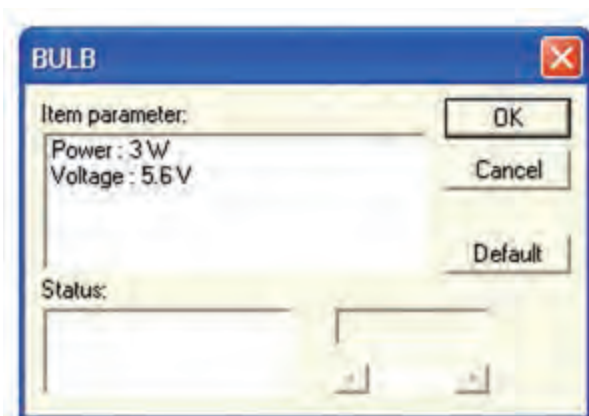 BULB
Item parameter:
OK
Power : 3 W
Voltage : 5.6 V
Cancel
Default
Status: